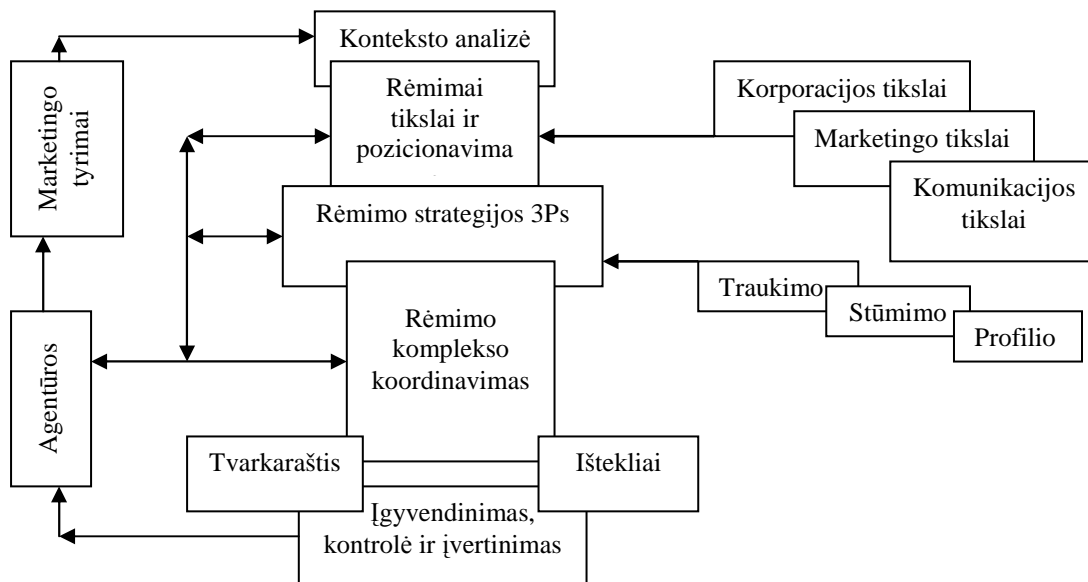 Konteksto analizė
Rėmimai
tikslai ir
pozicionavima
Korporacijos tikslai
Marketingo tikslai
Komunikacijos
tikslai
Marketingo
tyrimai
Rėmimo strategijos 3Ps
Traukimo
Stūmimo
Profilio
Rėmimo
komplekso
koordinavimas
Agentūros
Tvarkaraštis
Ištekliai
Įgyvendinimas,
kontrolė ir įvertinimas